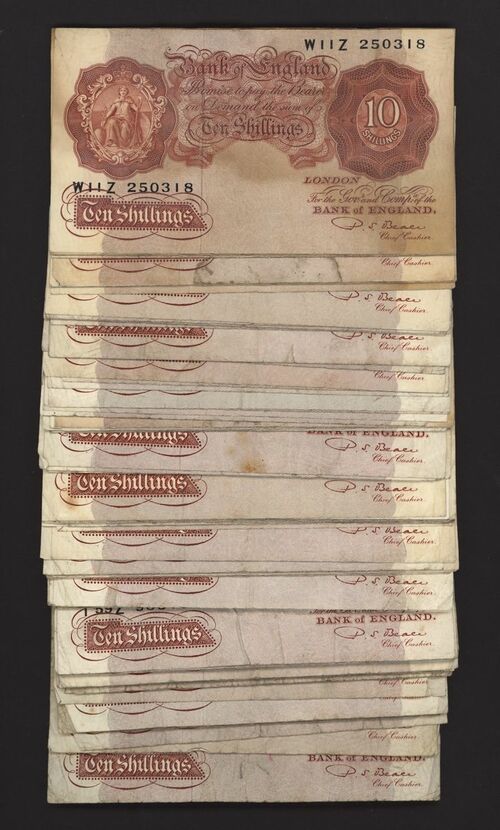 W11Z 250318
Bank of England
Promise to pay the Bearer
on Demand the sum of
Ten Shillings
10
SHILLINGS
LONDON
W11Z 250318
For the Gov.r and Comp.a of the
BANK of ENGLAND.
Ten Shillings
P. S. Beale
Chief Cashier.
Chief Cashier.
P. S. Beale
Chief Cashier.
P. S. Beale
Chief Cashier.
Chief Cashier.
BANK of ENGLAND.
Ten Shillings
P. S. Beale
Chief Cashier.
Ten Shillings
P. S. Beale
Chief Cashier.
P. S. Beale
Chief Cashier.
P. S. Beale
Chief Cashier.
BANK of ENGLAND.
Ten Shillings
P. S. Beale
Chief Cashier.
Chief Cashier.
Chief Cashier.
Chief Cashier.
BANK of ENGLAND.
Ten Shillings
P. S. Beale
Chief Cashier.